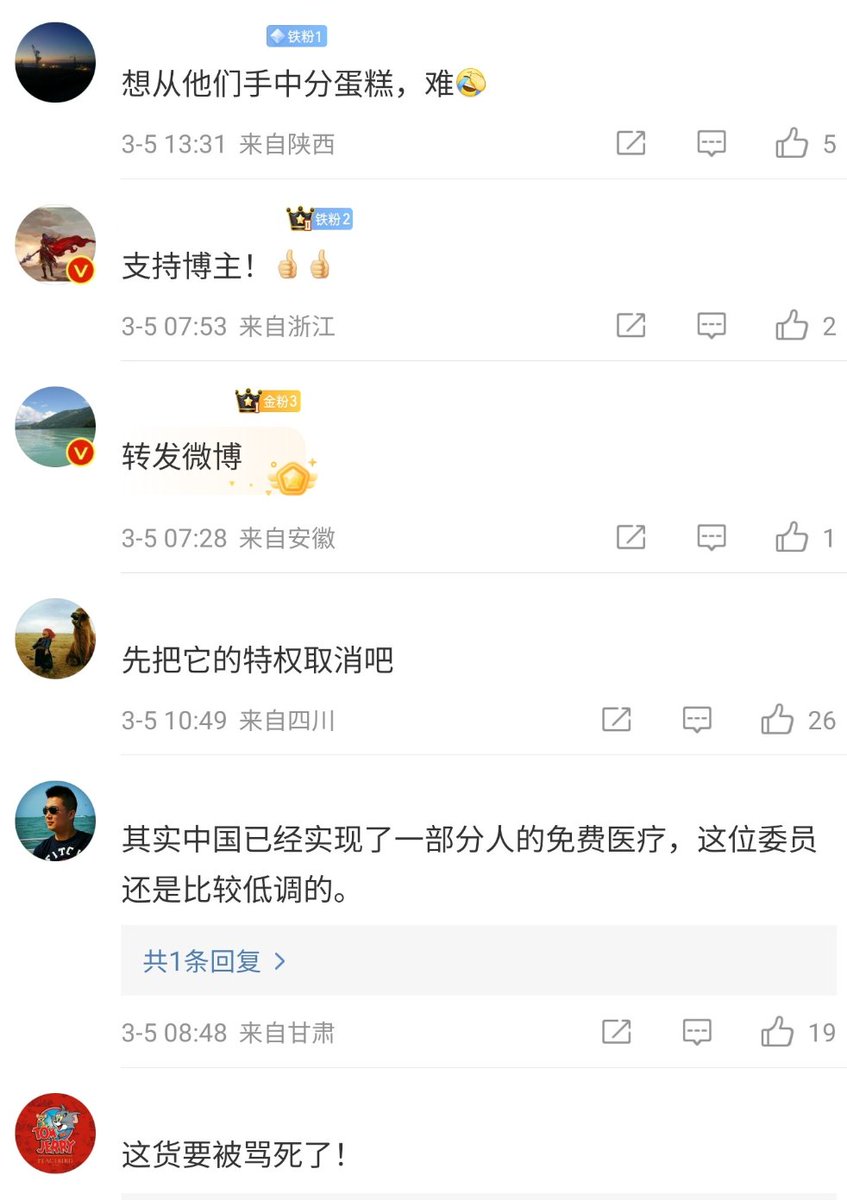 铁粉1
想从他们手中分蛋糕，难🤣
3-5 13:31 来自陕西
5
铁粉2
支持博主！👍👍
3-5 07:53 来自浙江
2
金粉3
转发微博
3-5 07:28 来自安徽
1
先把它的特权取消吧
3-5 10:49 来自四川
26
其实中国已经实现了一部分人的免费医疗，这位委员
还是比较低调的。
共1条回复 >
3-5 08:48 来自甘肃
19
TOM
JERRY
这货要被骂死了！